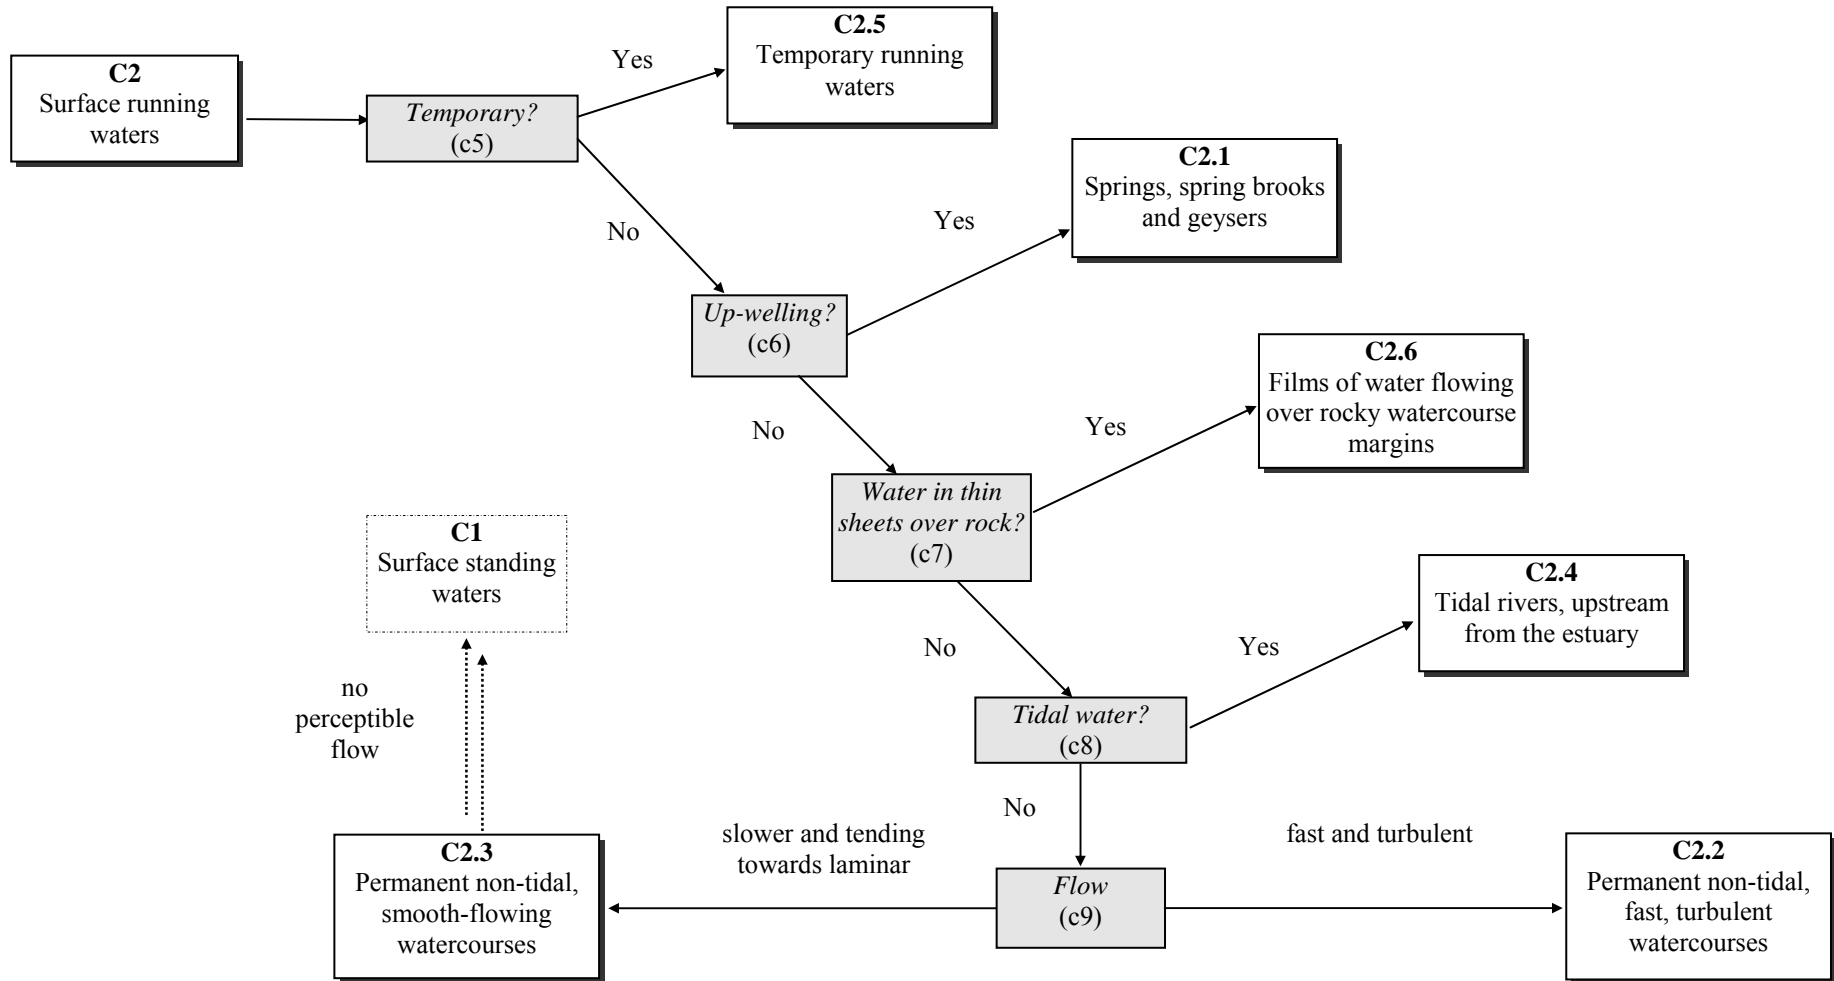 C2
Surface running
waters
Temporary?
(c5)
Yes
C2.5
Temporary running
waters
No
Up-welling?
(c6)
Yes
C2.1
Springs, spring brooks
and geysers
No
Water in thin
sheets over rock?
(c7)
Yes
C2.6
Films of water flowing
over rocky watercourse
margins
No
Tidal water?
(c8)
Yes
C2.4
Tidal rivers, upstream
from the estuary
No
Flow
(c9)
fast and turbulent
C2.2
Permanent non-tidal,
fast, turbulent
watercourses
slower and tending
towards laminar
C2.3
Permanent non-tidal,
smooth-flowing
watercourses
no
perceptible
flow
C1
Surface standing
waters